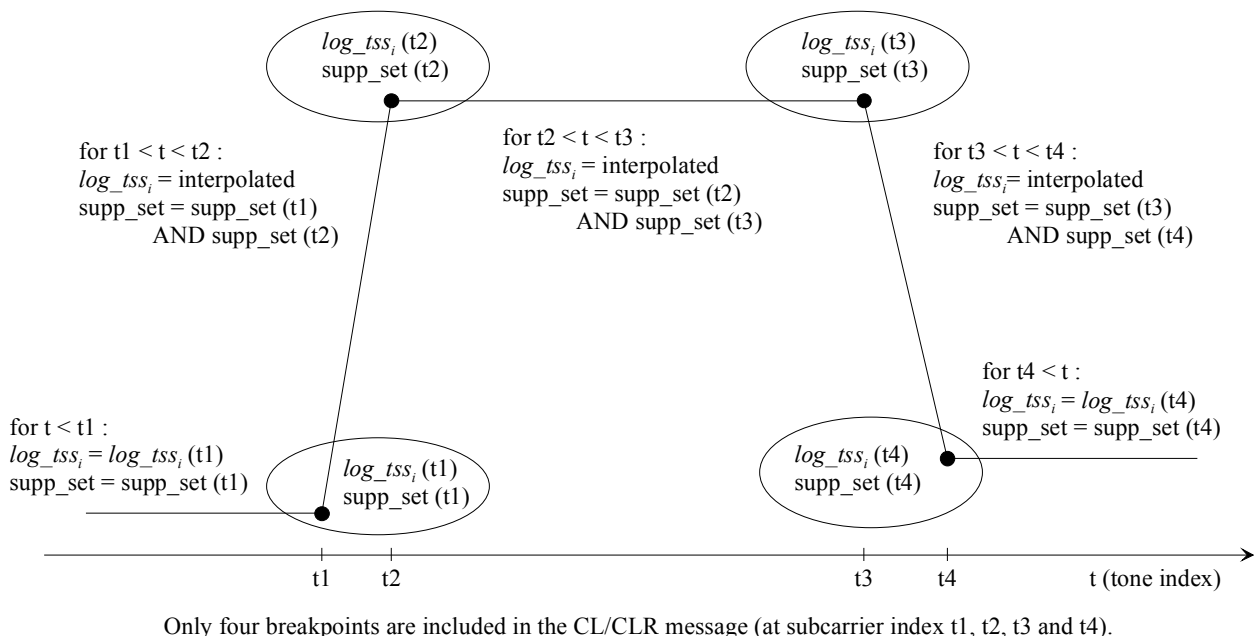 log_tssi (t2)
supp_set (t2)
log_tssi (t3)
supp_set (t3)
for t1 < t < t2 :
log_tssi = interpolated
supp_set = supp_set (t1)
AND supp_set (t2)
for t2 < t < t3 :
log_tssi = interpolated
supp_set = supp_set (t2)
AND supp_set (t3)
for t3 < t < t4 :
log_tssi= interpolated
supp_set = supp_set (t3)
AND supp_set (t4)
for t < t1 :
log_tssi = log_tssi (t1)
supp_set = supp_set (t1)
log_tssi (t1)
supp_set (t1)
log_tssi (t4)
supp_set (t4)
for t4 < t :
log_tssi = log_tssi (t4)
supp_set = supp_set (t4)
t1 t2 t3 t4 t (tone index)
Only four breakpoints are included in the CL/CLR message (at subcarrier index t1, t2, t3 and t4).